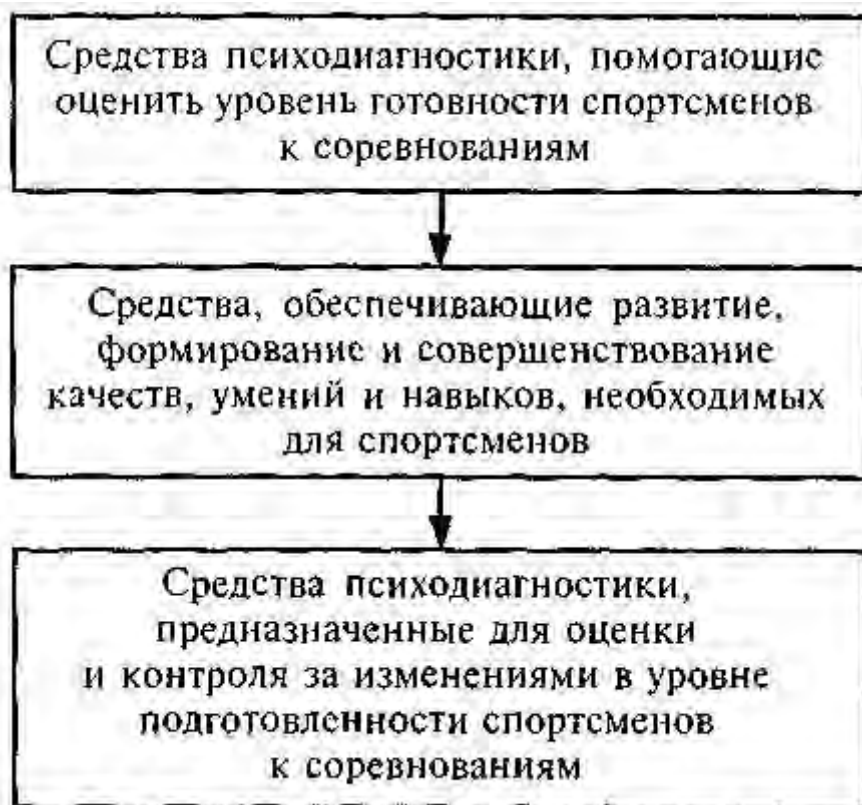 Средства психодиагностики, помогающие
оценить уровень готовности спортсменов
к соревнованиям
Средства, обеспечивающие развитие,
формирование и совершенствование
качеств, умений и навыков, необходимых
для спортсменов
Средства психодиагностики,
предназначенные для оценки
и контроля за изменениями в уровне
подготовленности спортсменов
к соревнованиям